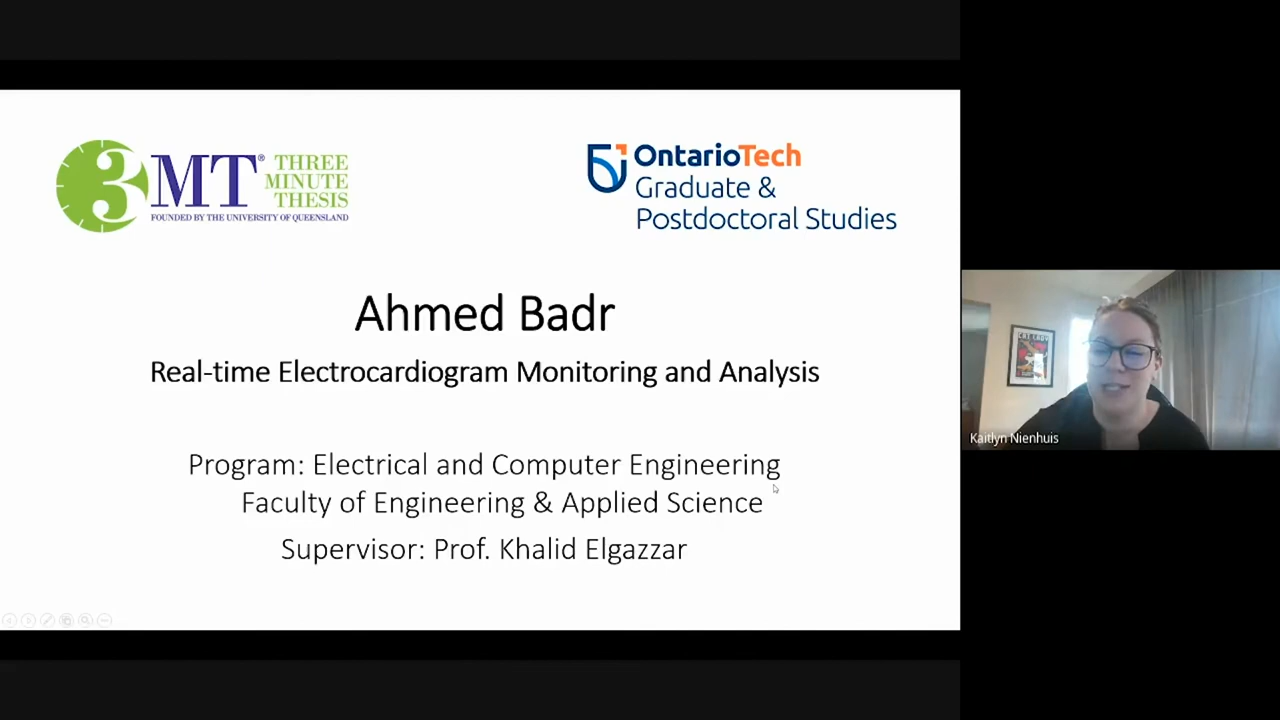 3MT® THREE
MINUTE
THESIS
FOUNDED BY THE UNIVERSITY OF QUEENSLAND
OntarioTech
Graduate &
Postdoctoral Studies
Ahmed Badr
Real-time Electrocardiogram Monitoring and Analysis
Program: Electrical and Computer Engineering
Faculty of Engineering & Applied Science
Supervisor: Prof. Khalid Elgazzar
CAT LADY
Kaitlyn Nienhuis